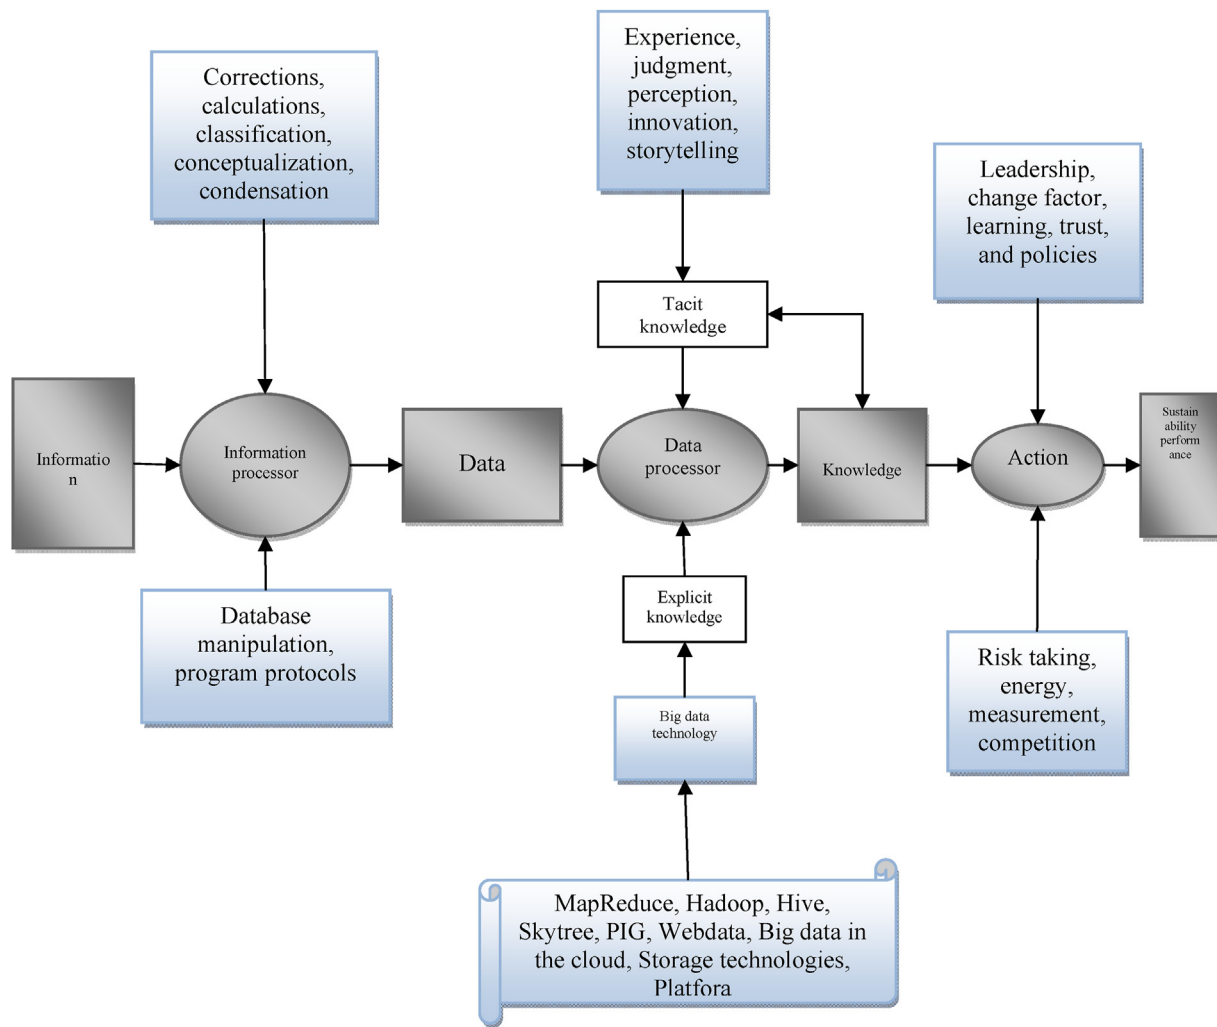 Experience,
judgment,
perception,
innovation,
storytelling
Corrections,
calculations,
classification,
conceptualization,
condensation
Leadership,
change factor,
learning, trust,
and policies
Tacit
knowledge
Informatio
n
Information
processor
Data
Data
processor
Knowledge
Action
Sustain
ability
perform
ance
Explicit
knowledge
Database
manipulation,
program protocols
Risk taking,
energy,
measurement,
competition
Big data
technology
MapReduce, Hadoop, Hive,
Skytree, PIG, Webdata, Big data in
the cloud, Storage technologies,
Platfora